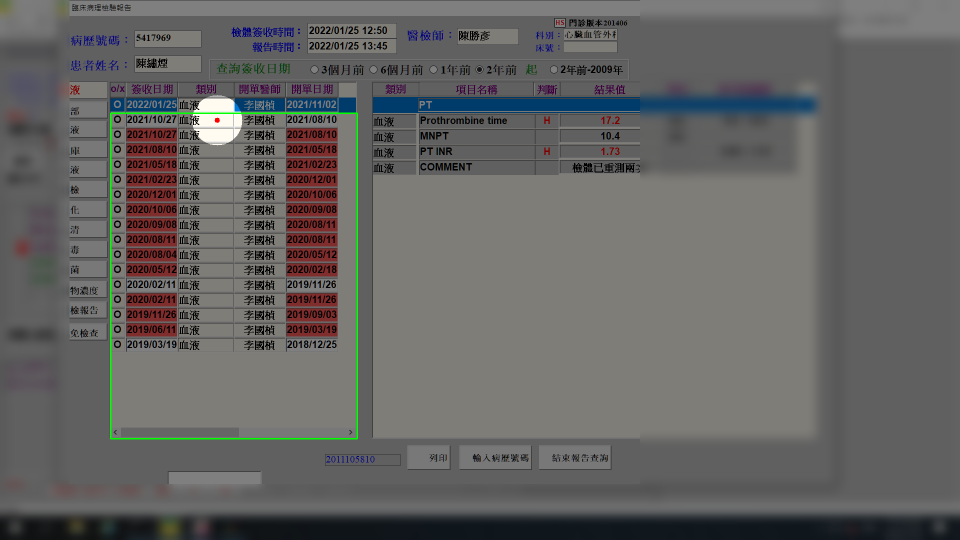 臨床病理檢驗報告
病歷號碼： 5417969 檢體簽收時間： 2022/01/25 12:50 醫檢師： 陳勝彥 HS 門診版本201406
科別： 心臟血管外科
報告時間： 2022/01/25 13:45 床號：
患者姓名： 陳繡煙 查詢簽收日期 3個月前 6個月前 1年前 2年前 起 2年前-2009年
液
部
液
庫
液
檢
化
清
毒
菌
物濃度
檢報告
免檢查
o/x 簽收日期 類別 開單醫師 開單日期
O 2022/01/25 血液 李國楨 2021/11/02
O 2021/10/27 血液 李國楨 2021/08/10
O 2021/10/27 血液 李國楨 2021/08/10
O 2021/08/10 血液 李國楨 2021/05/18
O 2021/05/18 血液 李國楨 2021/02/23
O 2021/02/23 血液 李國楨 2020/12/01
O 2020/12/01 血液 李國楨 2020/10/06
O 2020/10/06 血液 李國楨 2020/09/08
O 2020/09/08 血液 李國楨 2020/08/11
O 2020/08/11 血液 李國楨 2020/08/11
O 2020/08/04 血液 李國楨 2020/05/12
O 2020/05/12 血液 李國楨 2020/02/18
O 2020/02/11 血液 李國楨 2019/11/26
O 2020/02/11 血液 李國楨 2019/11/26
O 2019/11/26 血液 李國楨 2019/09/03
O 2019/06/11 血液 李國楨 2019/03/19
O 2019/03/19 血液 李國楨 2018/12/25
類別 項目名稱 判斷 結果值
PT
血液 Prothrombine time H 17.2
血液 MNPT 10.4
血液 PT INR H 1.73
血液 COMMENT 檢體已重測兩
2011105810 列印 輸入病歷號碼 結束報告查詢